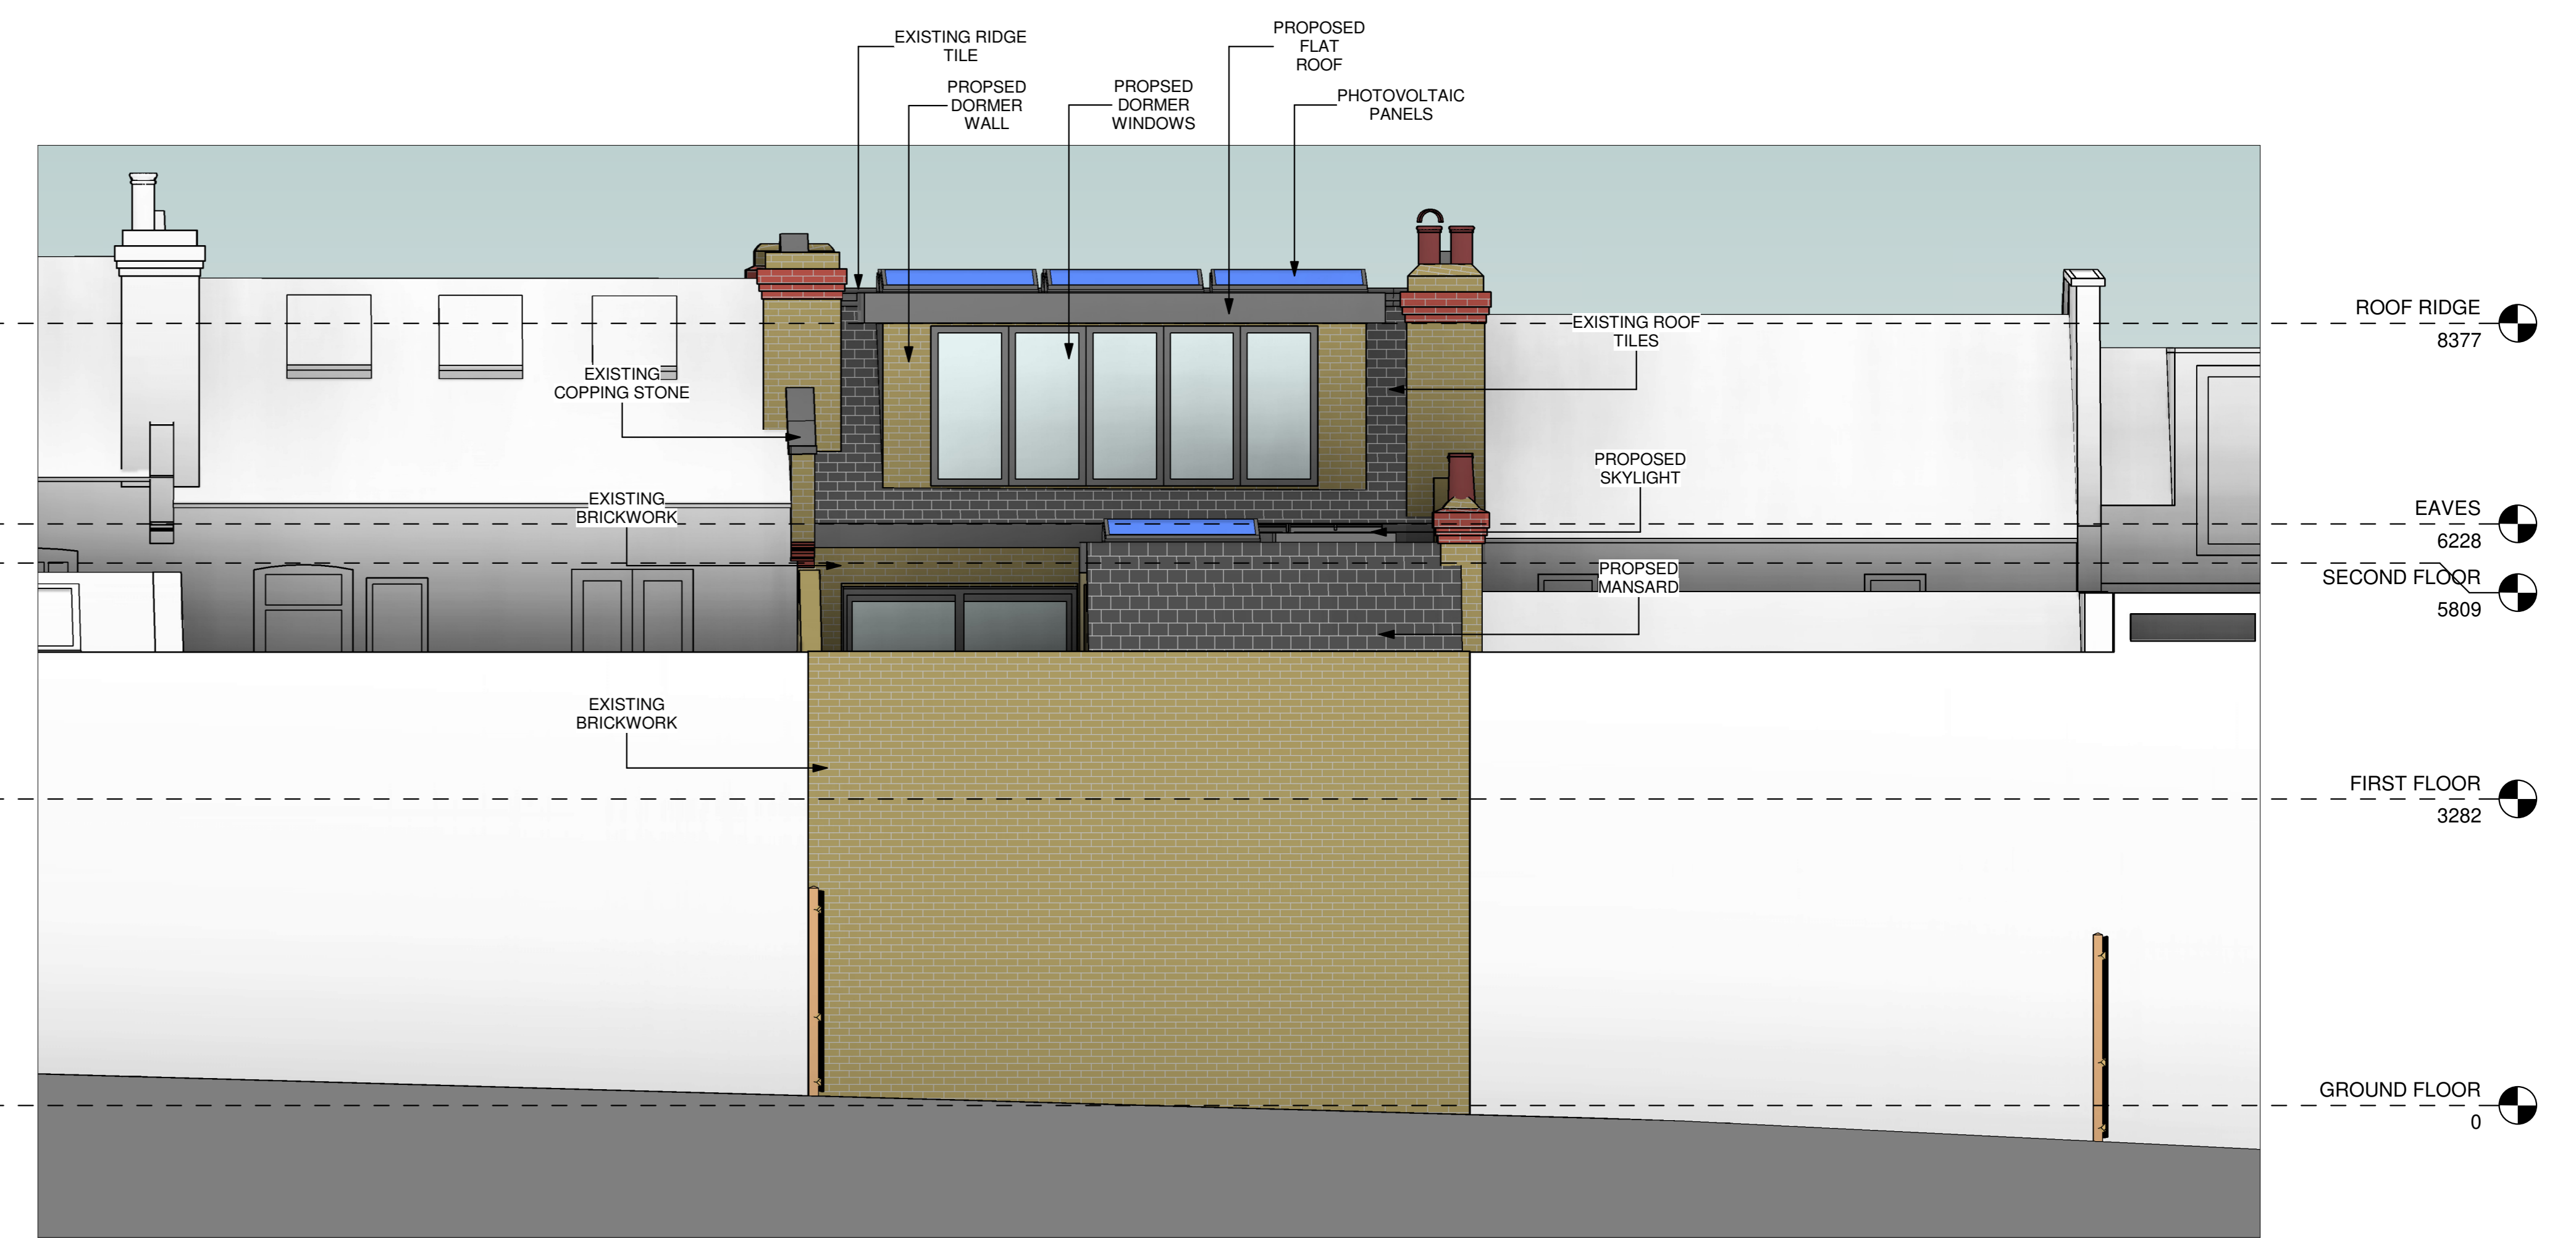 EXISTING RIDGE
TILE
PROPOSED
FLAT
ROOF
PROPSED
DORMER
WALL
PROPSED
DORMER
WINDOWS
PHOTOVOLTAIC
PANELS
ROOF RIDGE
8377
EXISTING ROOF
TILES
EXISTING
COPPING STONE
PROPOSED
SKYLIGHT
EXISTING
BRICKWORK
EAVES
6228
PROPSED
MANSARD
SECOND FLOOR
5809
EXISTING
BRICKWORK
FIRST FLOOR
3282
GROUND FLOOR
0